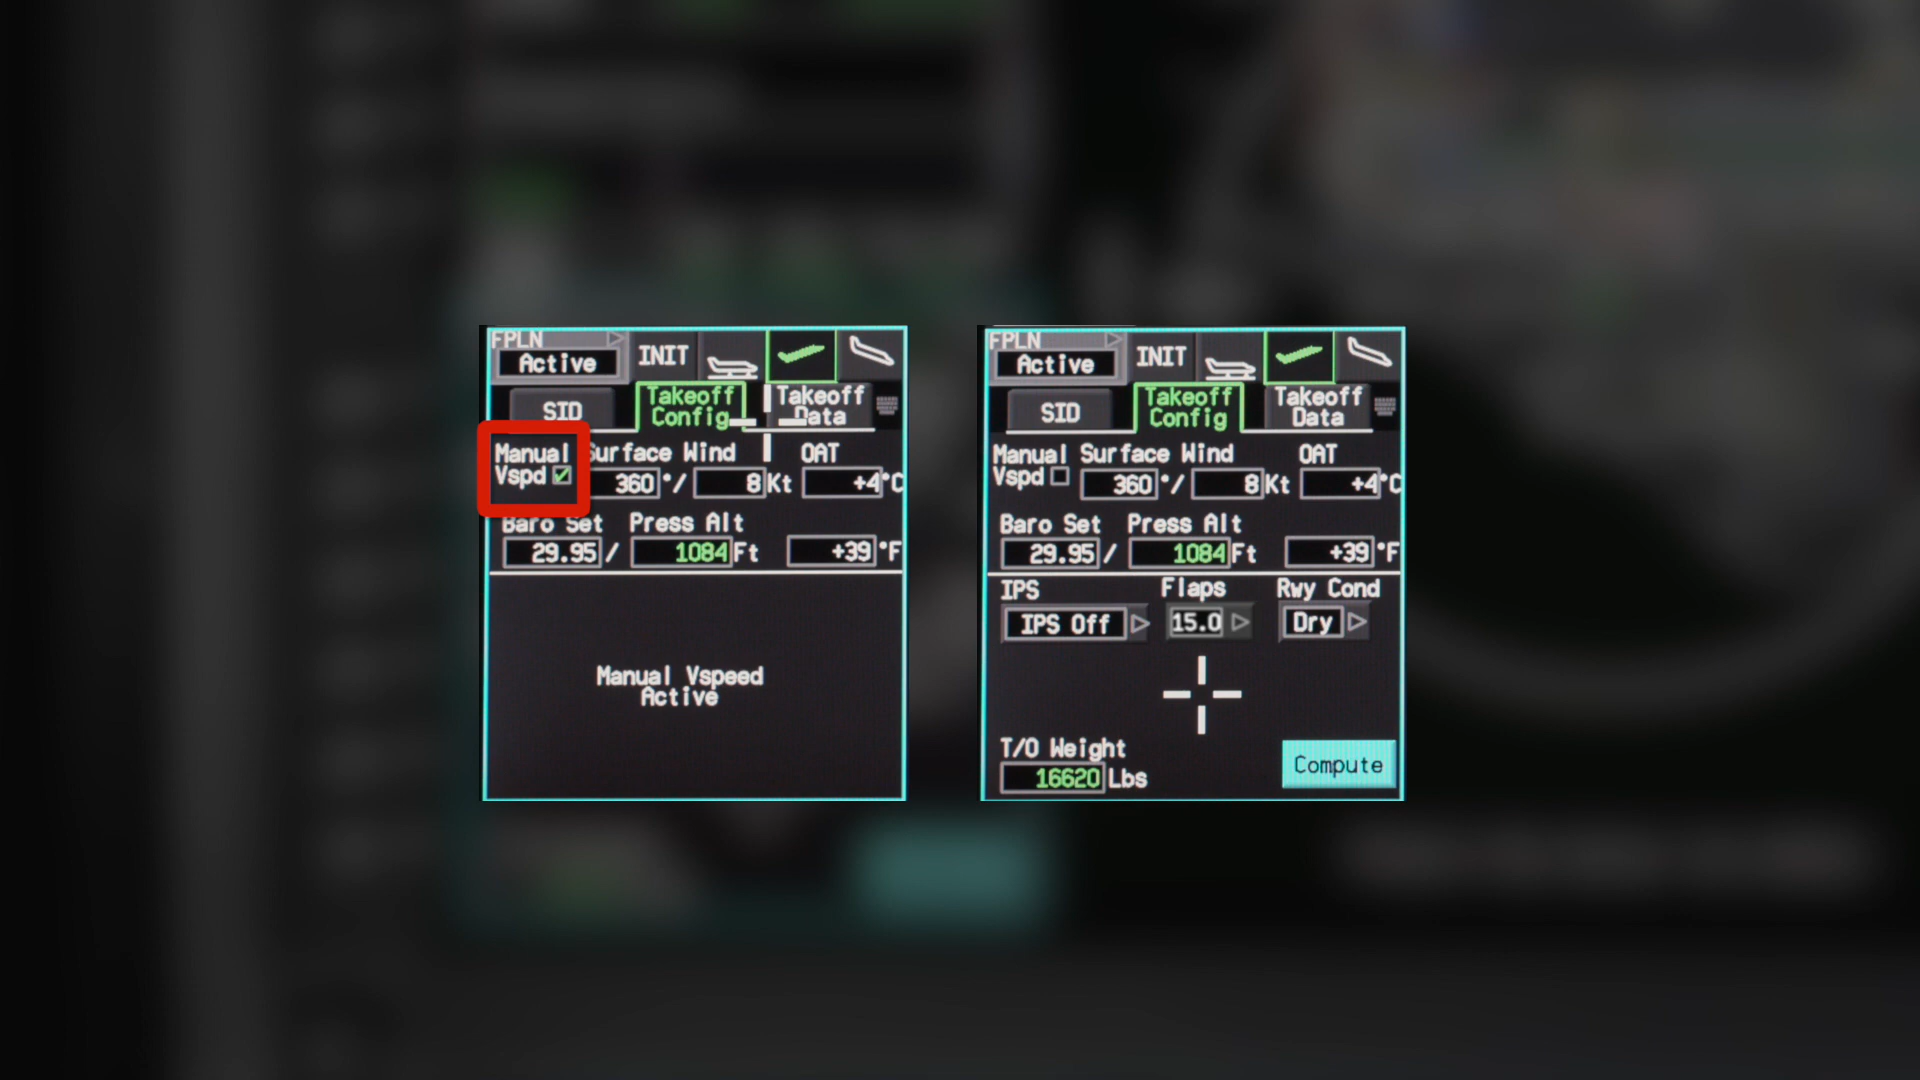 FPLN
Active
INIT
SID
Takeoff
Config
Takeoff
Data
Manual
Vspd
Surface Wind
OAT
360 °/ 8 Kt
+4 °C
Baro Set
Press Alt
29.95 / 1084 Ft
+39 °F
Manual Vspeed
Active
FPLN
Active
INIT
SID
Takeoff
Config
Takeoff
Data
Manual
Vspd
Surface Wind
OAT
360 °/ 8 Kt
+4 °C
Baro Set
Press Alt
29.95 / 1084 Ft
+39 °F
IPS
Flaps
Rwy Cond
IPS Off
15.0
Dry
T/O Weight
16620 Lbs
Compute